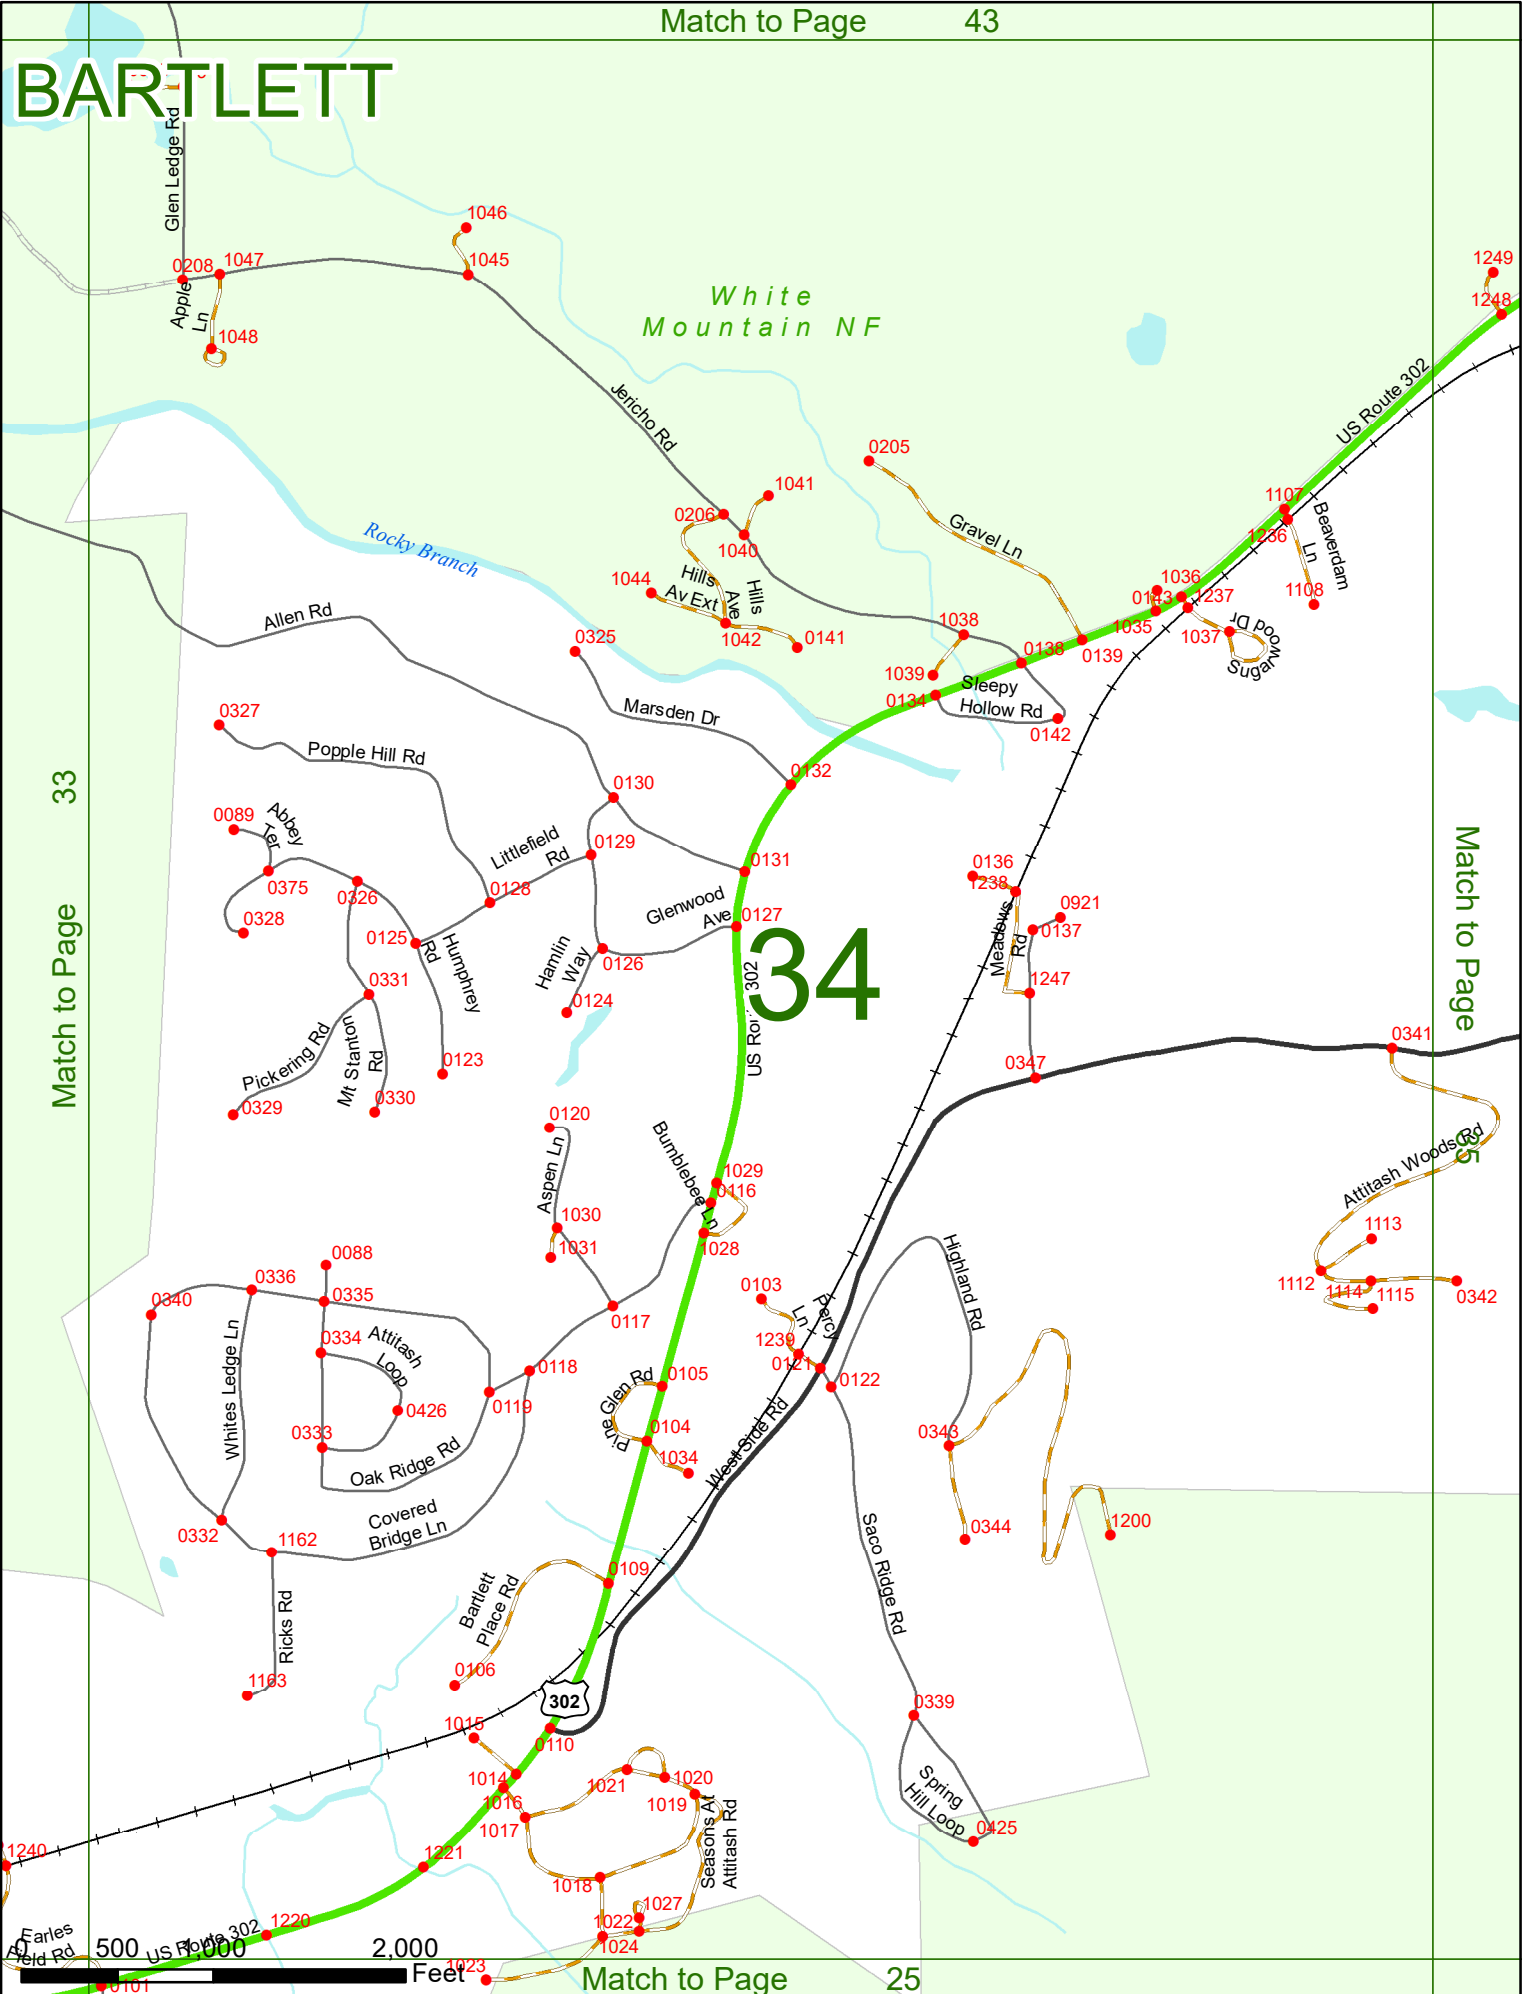 Match to Page 43
BARTLETT
Glen Ledge Rd
1046
0208
1047
1045
Apple
Ln
1048
White
Mountain NF
1249
1248
US Route 302
Jericho Rd
0205
1041
0206
1040
Gravel Ln
1107
1236
Beaverdam
Ln
1108
Rocky Branch
1044
Hills
Av Ext
Hills
Ave
1042
0141
1036
0143
1237
1035
1037
Sugarwood Dr
Allen Rd
0325
1038
0138
0139
1039
Sleepy
Hollow Rd
0134
0142
Marsden Dr
0327
Popple Hill Rd
0132
33
Match to Page
0130
0089
Abbey
Ter
Littlefield
Rd
0129
0131
0375
0326
0128
0136
1238
Glenwood
Ave
0127
0328
0125
Humphrey
Rd
Hamlin
Way
0126
34
0921
0137
Meadows
Rd
Match to Page
35
0331
0124
1247
US Route 302
Pickering Rd
Mt Stanton
Rd
0123
0341
0347
0329
0330
0120
Aspen Ln
Bumblebee
Ln
1029
0116
Attitash Woods Rd
1030
1031
1028
1113
0088
0336
0335
0340
0103
Percy
Ln
Highland Rd
1112
1114
1115
0342
0117
0334
Attitash
Loop
1239
0121
0122
0118
Whites Ledge Ln
0119
0426
Pine Glen Rd
0105
0104
0333
0343
Oak Ridge Rd
1034
West Side Rd
0332
1162
Covered
Bridge Ln
Saco Ridge Rd
0344
1200
Bartlett
Place Rd
0109
Ricks Rd
1163
0106
302
0339
1015
0110
1014
1016
1021
1020
1019
1017
Spring
Hill Loop
0425
Seasons At
Attitash Rd
1240
1221
1018
1027
1022
1024
1220
Earles
Field Rd
US Route 302
0 500 1,000 2,000
Feet
1023
0101
Match to Page 25